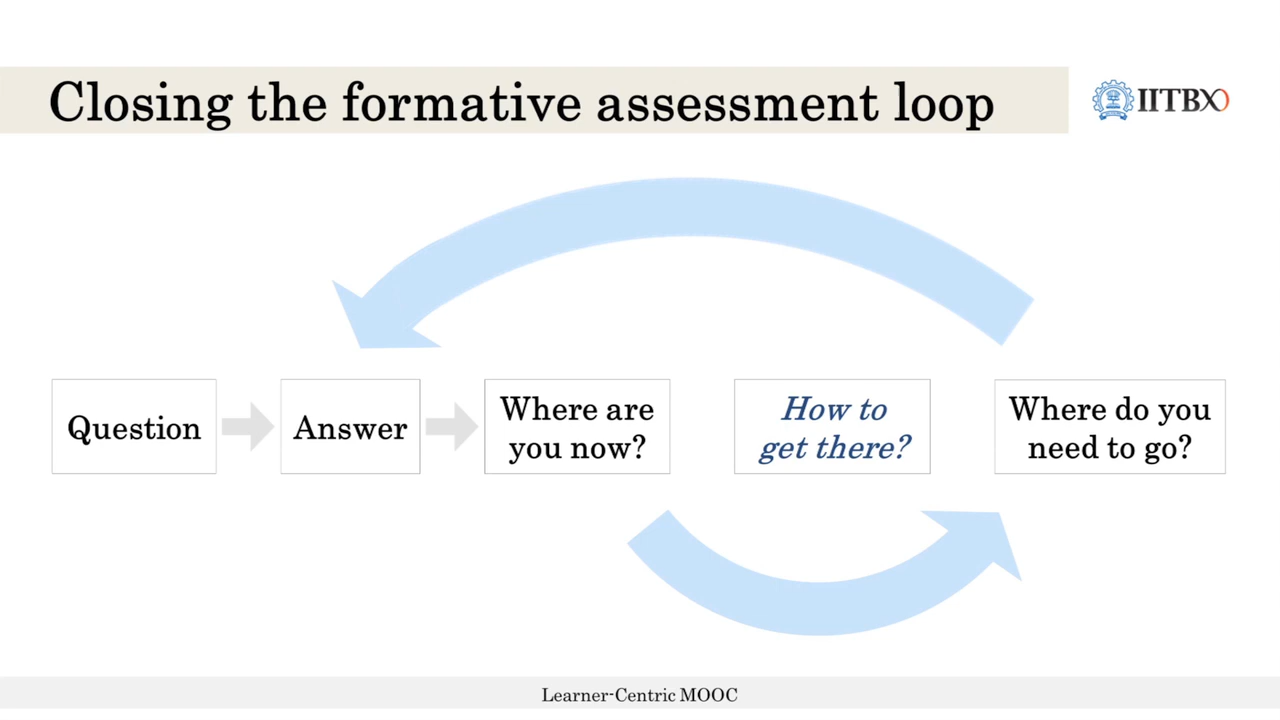 Closing the formative assessment loop
IITBX
Question
Answer
Where are
you now?
How to
get there?
Where do you
need to go?
Learner-Centric MOOC